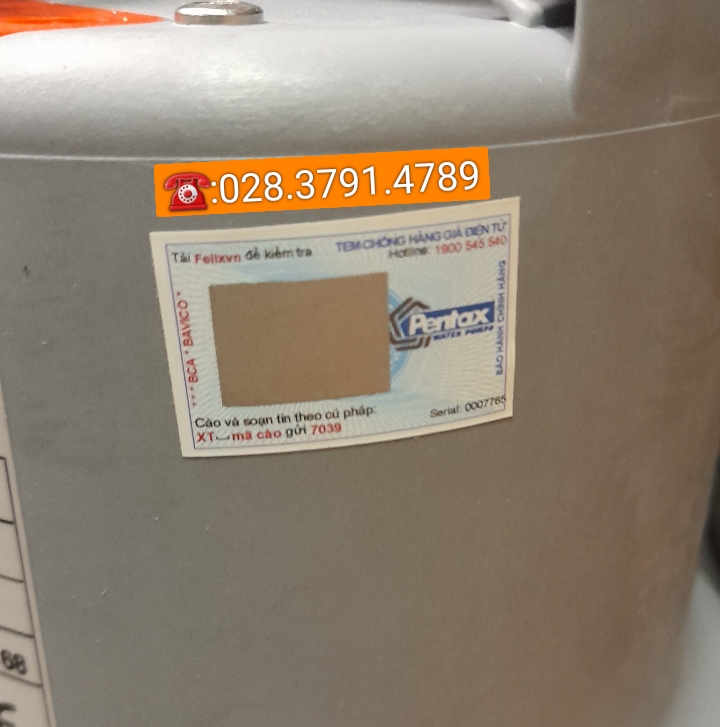 ☎:028.3791.4789
TEM CHỐNG HÀNG GIẢ ĐIỆN TỬ
Tải Felixvn để kiểm tra
Hotline: 1900 545 540
*** BCA * BAVICO *
Pentax
WATER PUMPS
BẢO HÀNH CHÍNH HÃNG
Cào và soạn tin theo cú pháp:
Serial: 0007765
XT⎵mã cào gửi 7039
68